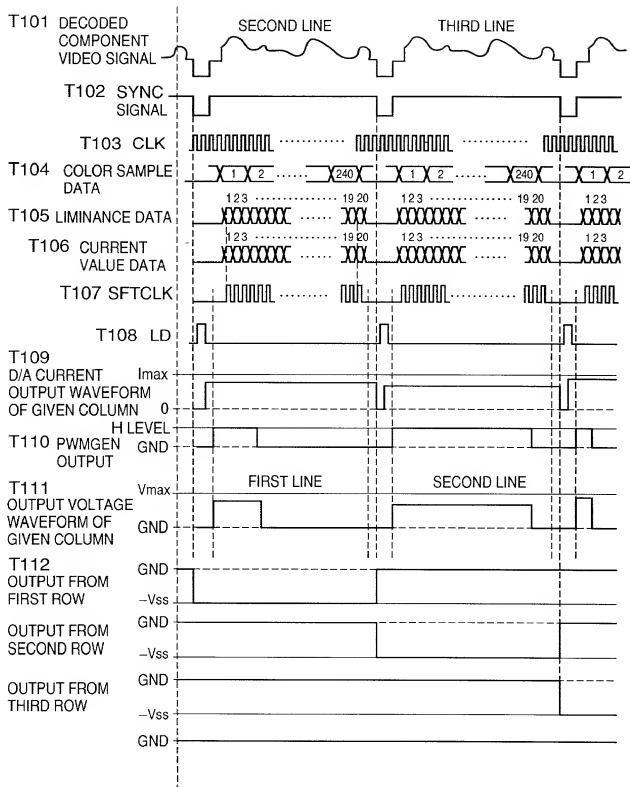 T101 DECODED
COMPONENT
VIDEO SIGNAL
SECOND LINE THIRD LINE
T102 SYNC
SIGNAL
T103 CLK
T104 COLOR SAMPLE
DATA
1 2 240 1 2 240 1 2
1 2 3 19 20 1 2 3 19 20 1 2 3
T105 LIMINANCE DATA
1 2 3 19 20 1 2 3 19 20 1 2 3
T106 CURRENT
VALUE DATA
T107 SFTCLK
T108 LD
T109
D/A CURRENT
OUTPUT WAVEFORM
OF GIVEN COLUMN
Imax
0
H LEVEL
T110 PWMGEN
OUTPUT
GND
T111
OUTPUT VOLTAGE
WAVEFORM OF
GIVEN COLUMN
Vmax
FIRST LINE SECOND LINE
GND
T112
OUTPUT FROM
FIRST ROW
GND
–Vss
OUTPUT FROM
SECOND ROW
GND
–Vss
OUTPUT FROM
THIRD ROW
GND
–Vss
GND